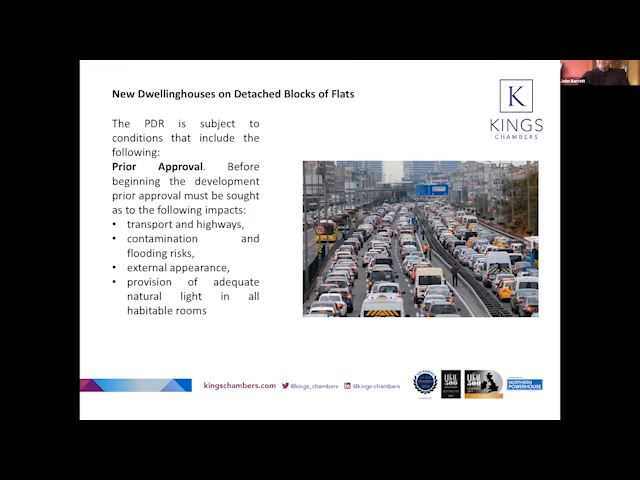 New Dwellinghouses on Detached Blocks of Flats
K
KINGS
CHAMBERS
The PDR is subject to
conditions that include the
following:
Prior Approval. Before
beginning the development
prior approval must be sought
as to the following impacts:
• transport and highways,
• contamination and
flooding risks,
• external appearance,
• provision of adequate
natural light in all
habitable rooms
kingschambers.com @kings_chambers @kings-chambers
NORTHERN
POWERHOUSE